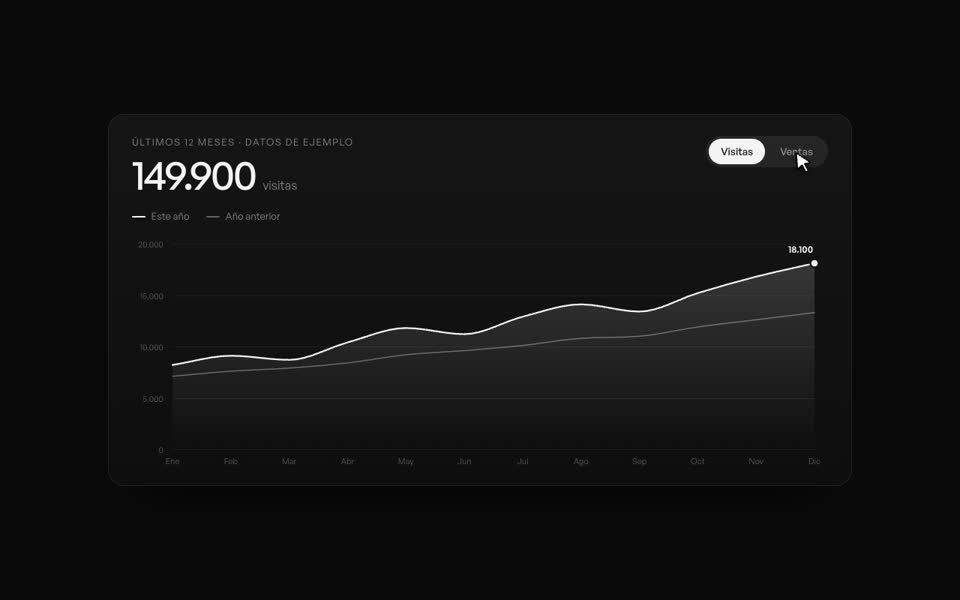 ÚLTIMOS 12 MESES · DATOS DE EJEMPLO
Visitas Ventas
149.900 visitas
Este año Año anterior
18.100
20.000
15.000
10.000
5.000
0
Ene Feb Mar Abr May Jun Jul Ago Sep Oct Nov Dic